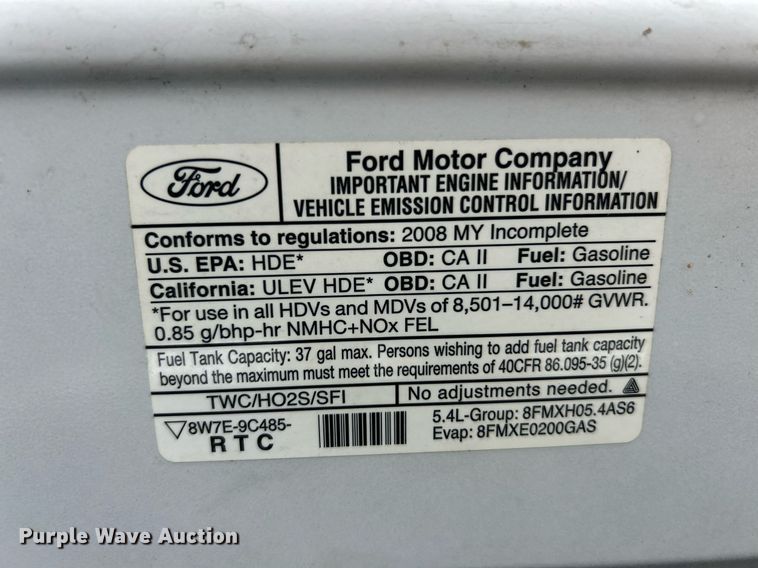 Ford
Ford Motor Company
IMPORTANT ENGINE INFORMATION/
VEHICLE EMISSION CONTROL INFORMATION
Conforms to regulations: 2008 MY Incomplete
U.S. EPA: HDE* OBD: CA II Fuel: Gasoline
California: ULEV HDE* OBD: CA II Fuel: Gasoline
*For use in all HDVs and MDVs of 8,501–14,000# GVWR.
0.85 g/bhp-hr NMHC+NOx FEL
Fuel Tank Capacity: 37 gal max. Persons wishing to add fuel tank capacity
beyond the maximum must meet the requirements of 40CFR 86.095-35 (g)(2).
TWC/HO2S/SFI No adjustments needed.
8W7E-9C485-
RTC
5.4L-Group: 8FMXH05.4AS6
Evap: 8FMXE0200GAS
Purple Wave Auction